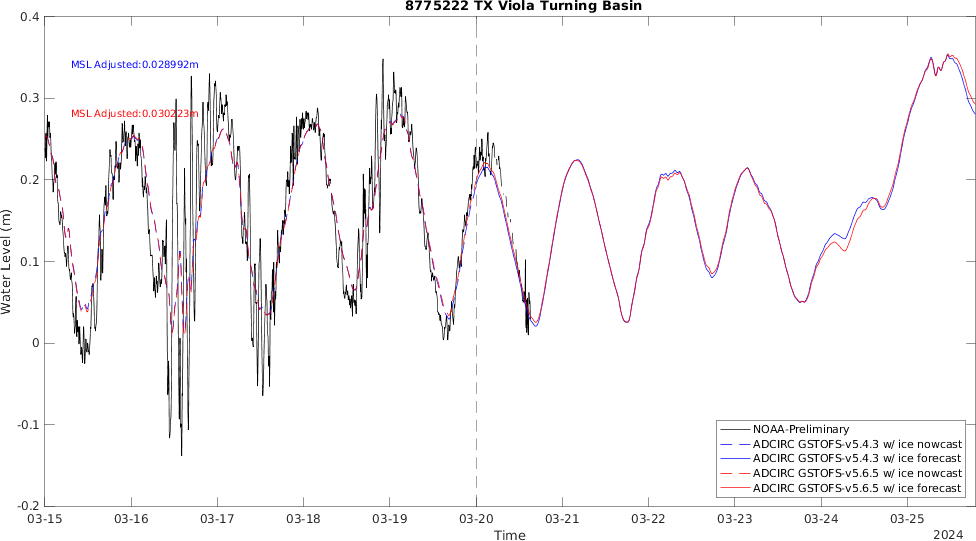 8775222 TX Viola Turning Basin
0.4
0.3
0.2
0.1
0
-0.1
-0.2
Water Level (m)
MSL Adjusted:0.028992m
MSL Adjusted:0.030223m
NOAA-Preliminary
ADCIRC GSTOFS-v5.4.3 w/ ice nowcast
ADCIRC GSTOFS-v5.4.3 w/ ice forecast
ADCIRC GSTOFS-v5.6.5 w/ ice nowcast
ADCIRC GSTOFS-v5.6.5 w/ ice forecast
03-15 03-16 03-17 03-18 03-19 03-20 03-21 03-22 03-23 03-24 03-25
Time
2024